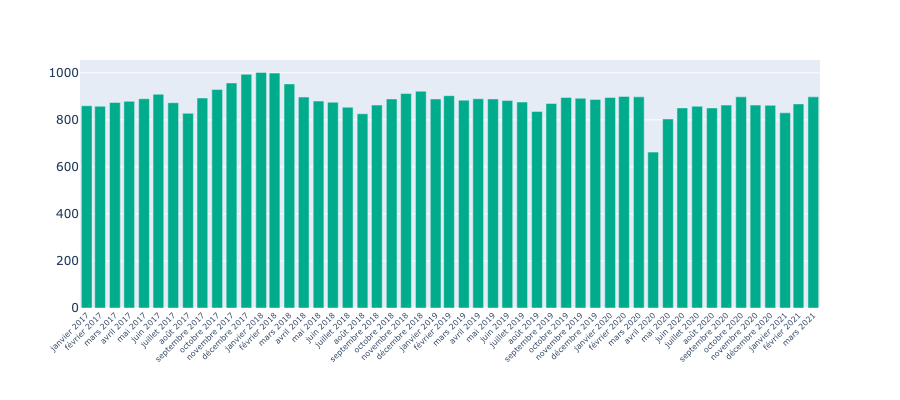 1000
800
600
400
200
0
janvier 2017
février 2017
mars 2017
avril 2017
mai 2017
juin 2017
juillet 2017
août 2017
septembre 2017
octobre 2017
novembre 2017
décembre 2017
janvier 2018
février 2018
mars 2018
avril 2018
mai 2018
juin 2018
juillet 2018
août 2018
septembre 2018
octobre 2018
novembre 2018
décembre 2018
janvier 2019
février 2019
mars 2019
avril 2019
mai 2019
juin 2019
juillet 2019
août 2019
septembre 2019
octobre 2019
novembre 2019
décembre 2019
janvier 2020
février 2020
mars 2020
avril 2020
mai 2020
juin 2020
juillet 2020
août 2020
septembre 2020
octobre 2020
novembre 2020
décembre 2020
janvier 2021
février 2021
mars 2021